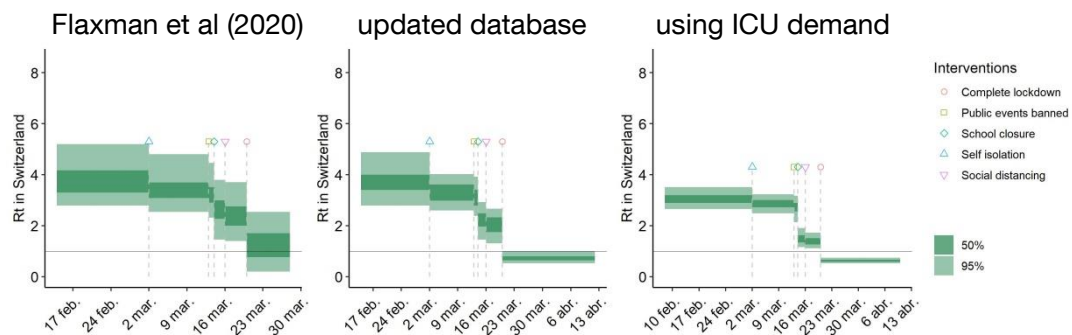 Flaxman et al (2020)
updated database
using ICU demand
Rt in Switzerland
8
6
4
2
0
17 feb.
24 feb.
2 mar.
9 mar.
16 mar.
23 mar.
30 mar.
Rt in Switzerland
8
6
4
2
0
17 feb.
24 feb.
2 mar.
9 mar.
16 mar.
23 mar.
30 mar.
6 abr.
13 abr.
Rt in Switzerland
8
6
4
2
0
10 feb.
17 feb.
24 feb.
2 mar.
9 mar.
16 mar.
23 mar.
30 mar.
6 abr.
13 abr.
Interventions
Complete lockdown
Public events banned
School closure
Self isolation
Social distancing
50%
95%